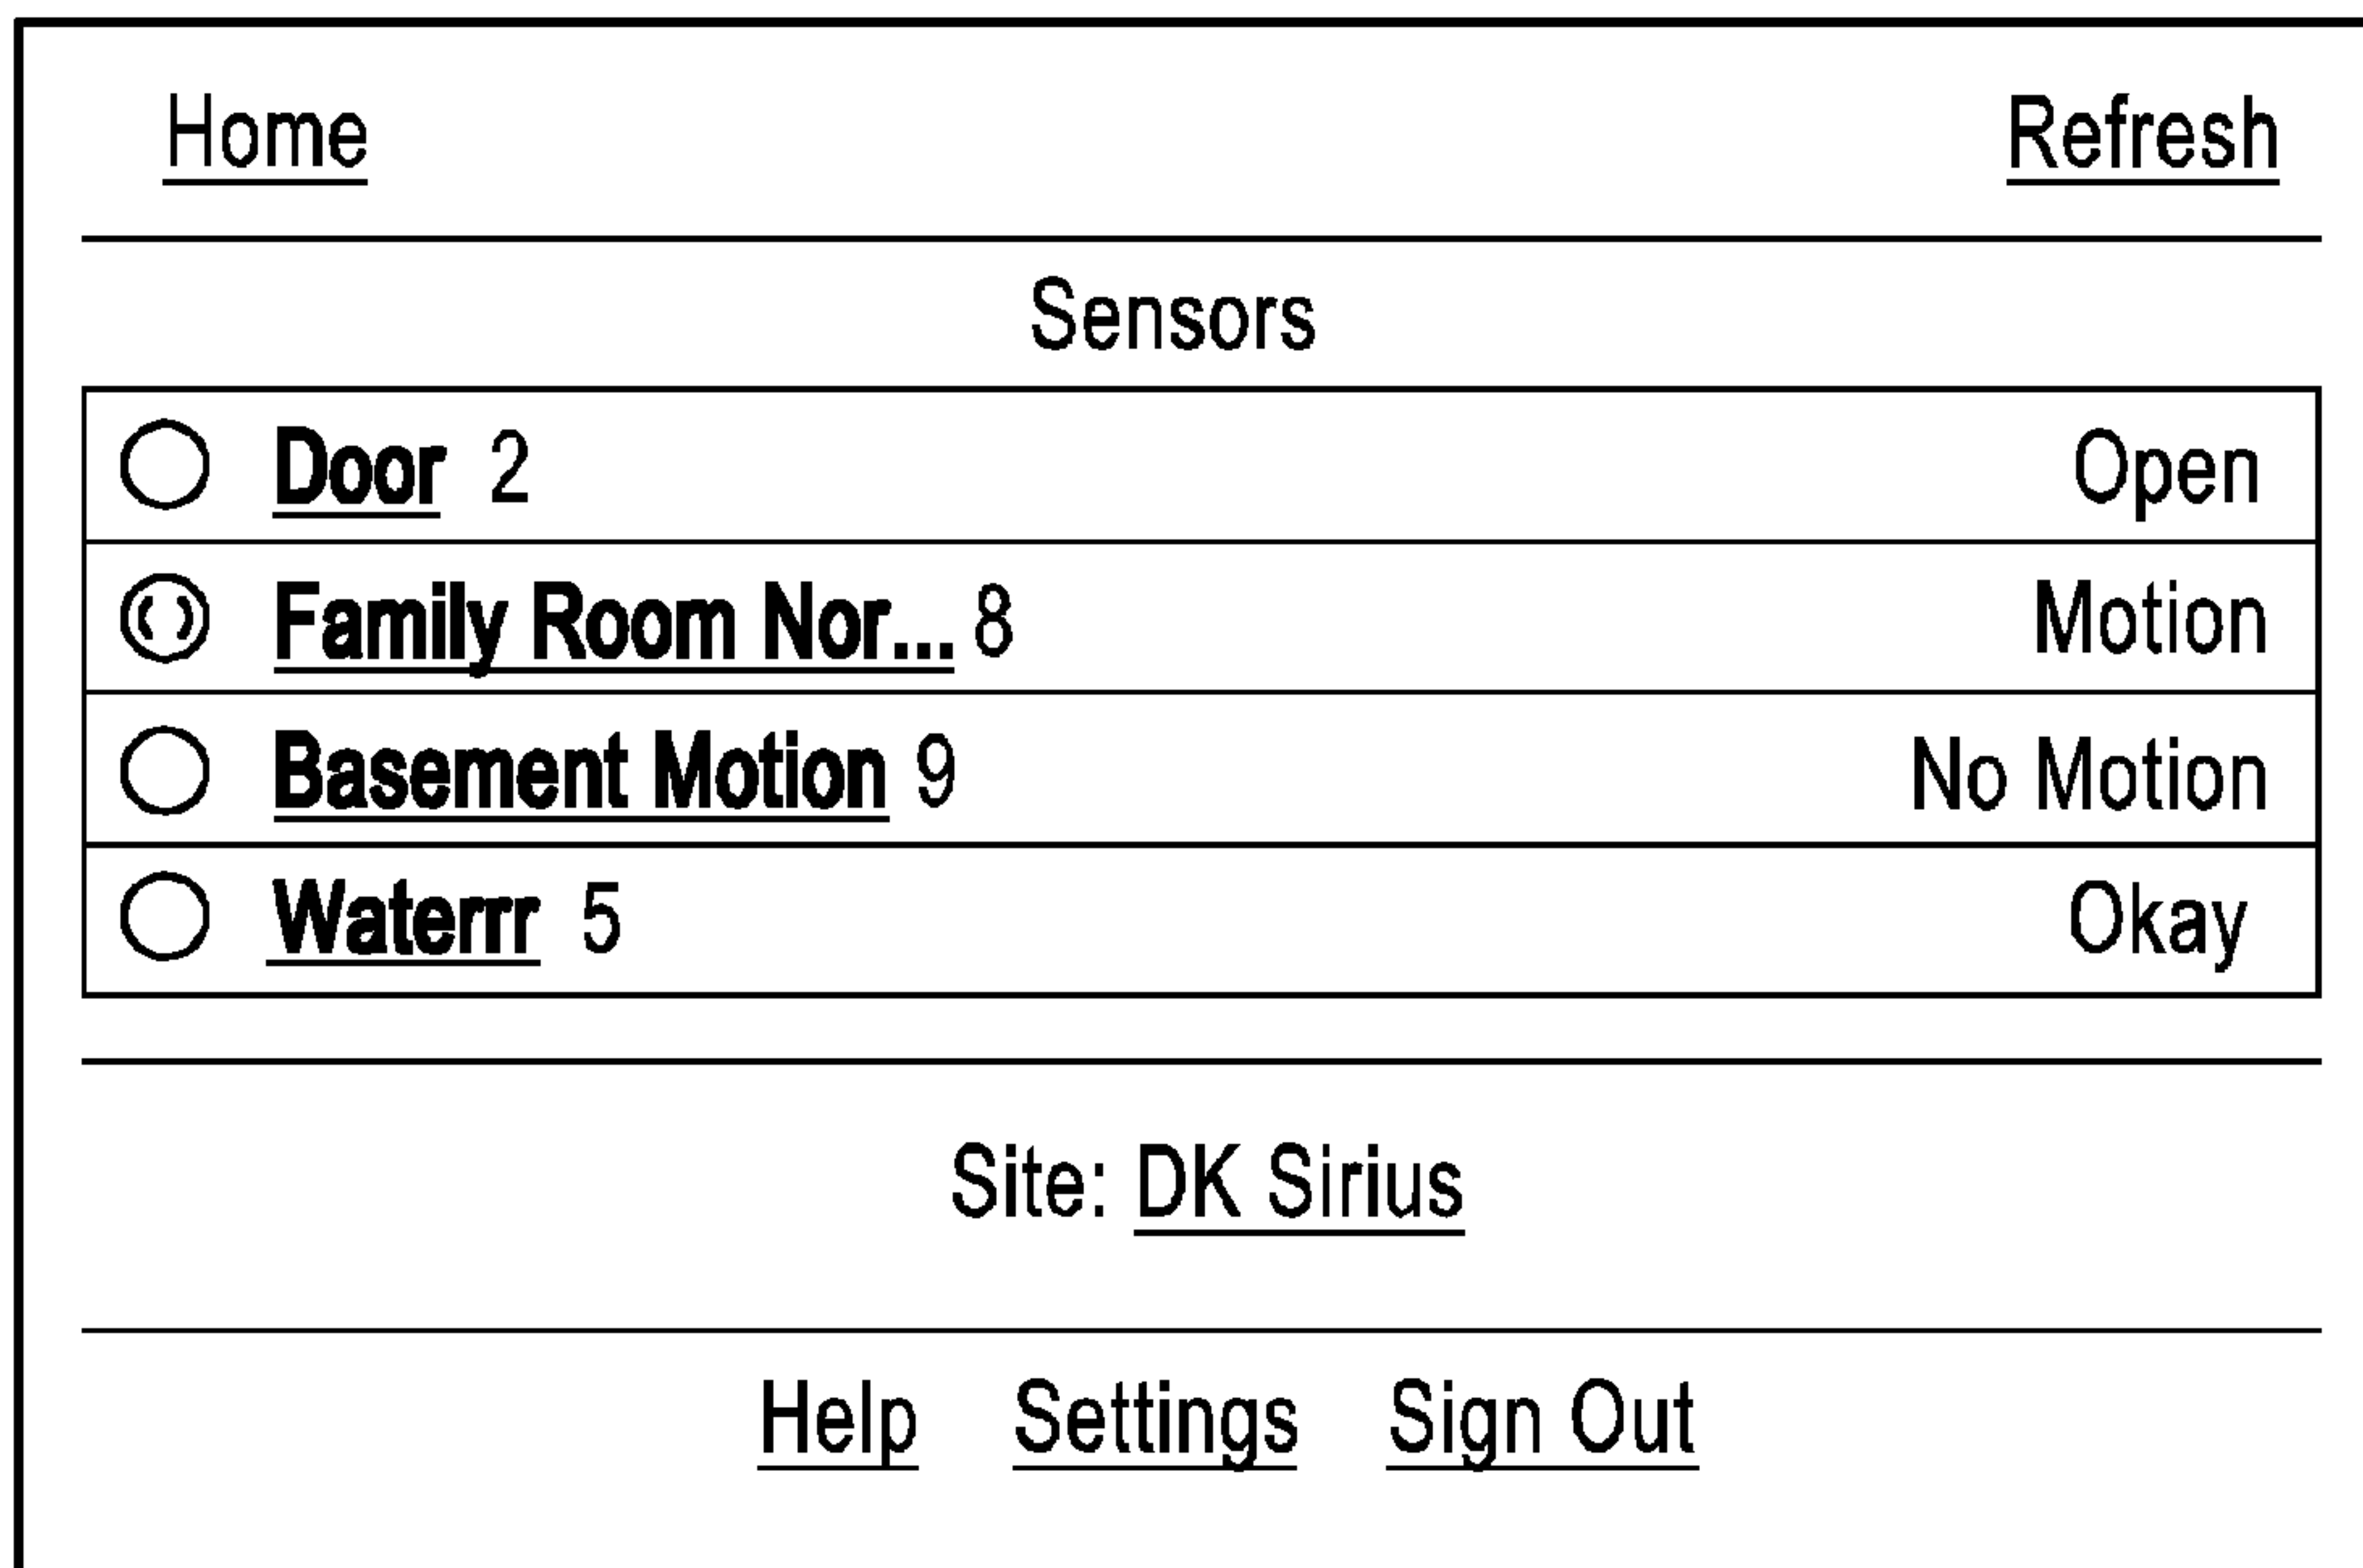 Home Refresh
Sensors
Door 2 Open
Family Room Nor... 8 Motion
Basement Motion 9 No Motion
Waterrr 5 Okay
Site: DK Sirius
Help Settings Sign Out